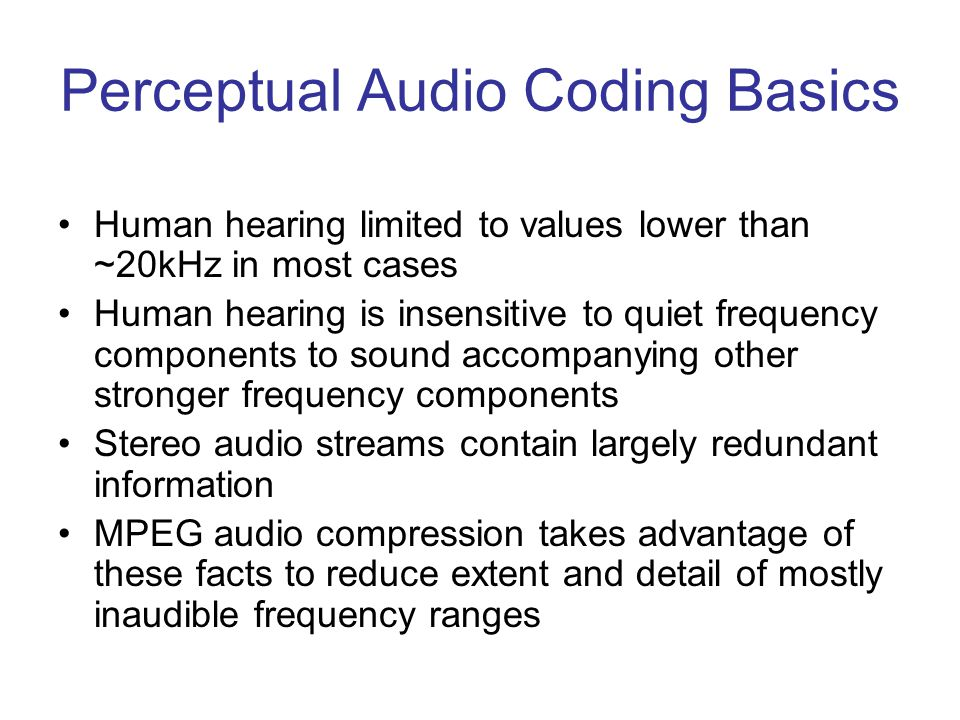 Perceptual Audio Coding Basics
• Human hearing limited to values lower than
~20kHz in most cases
• Human hearing is insensitive to quiet frequency
components to sound accompanying other
stronger frequency components
• Stereo audio streams contain largely redundant
information
• MPEG audio compression takes advantage of
these facts to reduce extent and detail of mostly
inaudible frequency ranges